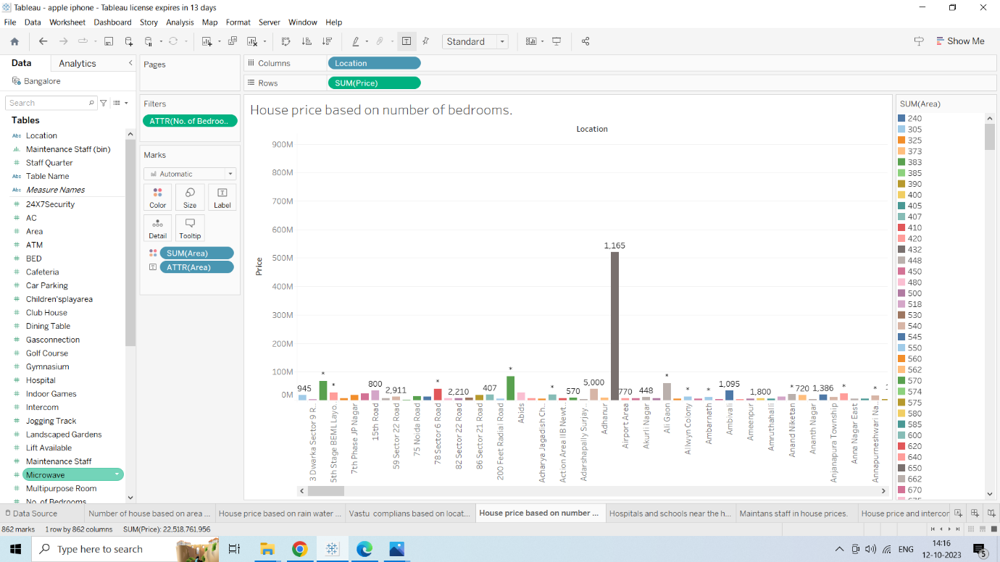 Tableau - apple iphone - Tableau license expires in 13 days
File Data Worksheet Dashboard Story Analysis Map Format Server Window Help
Standard
Show Me
Data Analytics
Bangalore
Search
Tables
Abc Location
Maintenance Staff (bin)
# Staff Quarter
Abc Table Name
Abc Measure Names
# 24X7Security
# AC
# Area
# ATM
# BED
# Cafeteria
# Car Parking
# Children'splayarea
# Club House
# Dining Table
# Gasconnection
# Golf Course
# Gymnasium
# Hospital
# Indoor Games
# Intercom
# Jogging Track
# Landscaped Gardens
# Lift Available
# Maintenance Staff
# Microwave
# Multipurpose Room
# No. of Bedrooms
Pages
Filters
ATTR(No. of Bedroo..
Marks
Automatic
Color Size Label
Detail Tooltip
SUM(Area)
ATTR(Area)
Columns Location
Rows SUM(Price)
House price based on number of bedrooms.
Location
Price
900M
800M
700M
600M
500M
400M
300M
200M
100M
0M
945 * * 800 2,911 * 2,210 407 * * 570 5,000 1,165 770 448 * * * 1,095 1,800 * 720 1,386 * *
3 Dwarka Sector 9 R..
5th Stage BEML Layo..
7th Phase JP Nagar
15th Road
59 Sector 22 Road
75 Noida Road
78 Sector 6 Road
82 Sector 22 Road
86 Sector 21 Road
200 Feet Radial Road
Abids
Acharya Jagadish Ch..
Action Area IIB Newt..
Adarshapally Surjay..
Adhanur
Airport Area
Akurli Nagar
Ali Gaon
Allwyn Colony
Ambarnath
Ambivali
Ameenpur
Amruthahalli
Anand Niketan
Ananth Nagar
Anjanapura Township
Anna Nagar East
Annapurneshwari Na..
SUM(Area)
240
305
325
373
383
385
390
400
405
407
410
420
432
448
450
480
500
518
530
540
545
550
560
562
570
574
575
580
585
600
620
640
650
662
670
675
Data Source
Number of house based on area ...
House price based on rain water ...
Vastu complians based on locat...
House price based on number ...
Hospitals and schools near the h...
Maintans staff in house prices.
House price and intercor
862 marks 1 row by 862 columns SUM(Price): 22,518,761,956
Type here to search
ENG
14:16
12-10-2023
5